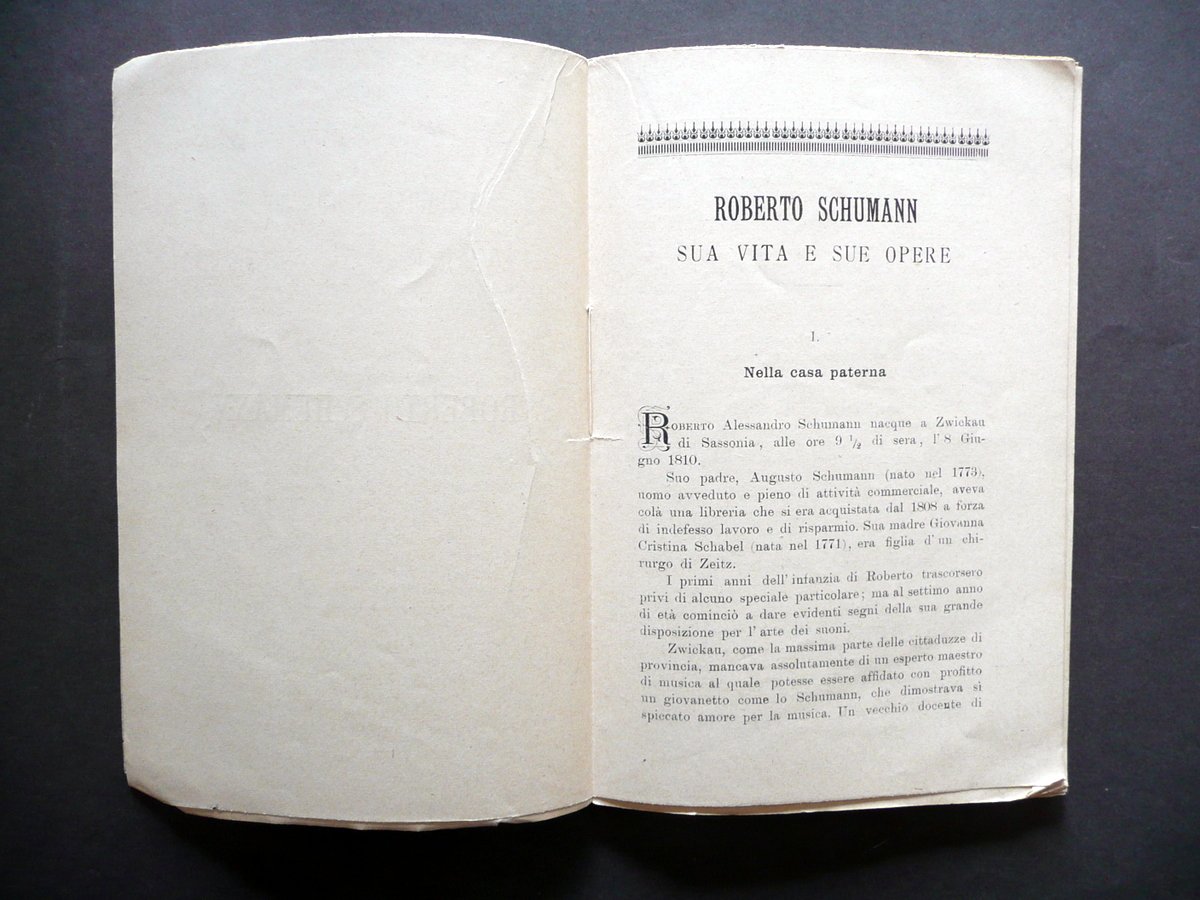 ROBERTO SCHUMANN
SUA VITA E SUE OPERE
I.
Nella casa paterna
ROBERTO Alessandro Schumann nacque a Zwickau
di Sassonia, alle ore 9 ½ di sera, l' 8 Giu-
gno 1810.
Suo padre, Augusto Schumann (nato nel 1773),
uomo avveduto e pieno di attività commerciale, aveva
colà una libreria che si era acquistata dal 1808 a forza
di indefesso lavoro e di risparmio. Sua madre Giovanna
Cristina Schabel (nata nel 1771), era figlia d' un chi-
rurgo di Zeitz.
I primi anni dell' infanzia di Roberto trascorsero
privi di alcuno speciale particolare; ma al settimo anno
di età cominciò a dare evidenti segni della sua grande
disposizione per l' arte dei suoni.
Zwickau, come la massima parte delle cittaduzze di
provincia, mancava assolutamente di un esperto maestro
di musica al quale potesse essere affidato con profitto
un giovanetto come lo Schumann, che dimostrava sì
spiccato amore per la musica. Un vecchio docente di